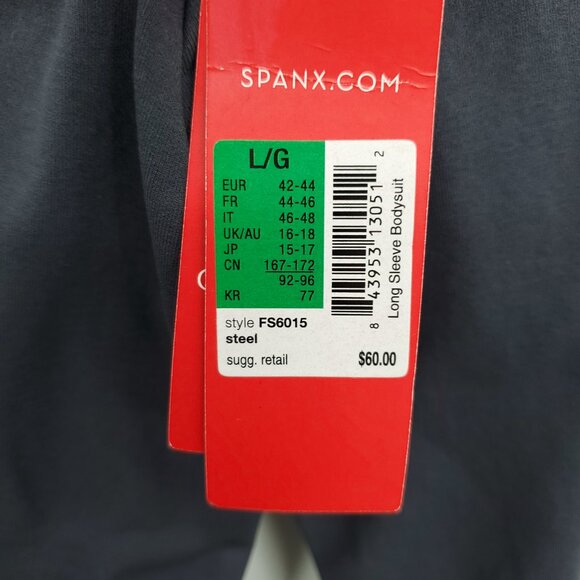 SPANX.COM
L/G
EUR 42-44
FR 44-46
IT 46-48
UK/AU 16-18
JP 15-17
CN 167-172
92-96
KR 77
style FS6015
steel
sugg. retail $60.00
8 43953 13051 2
Long Sleeve Bodysuit